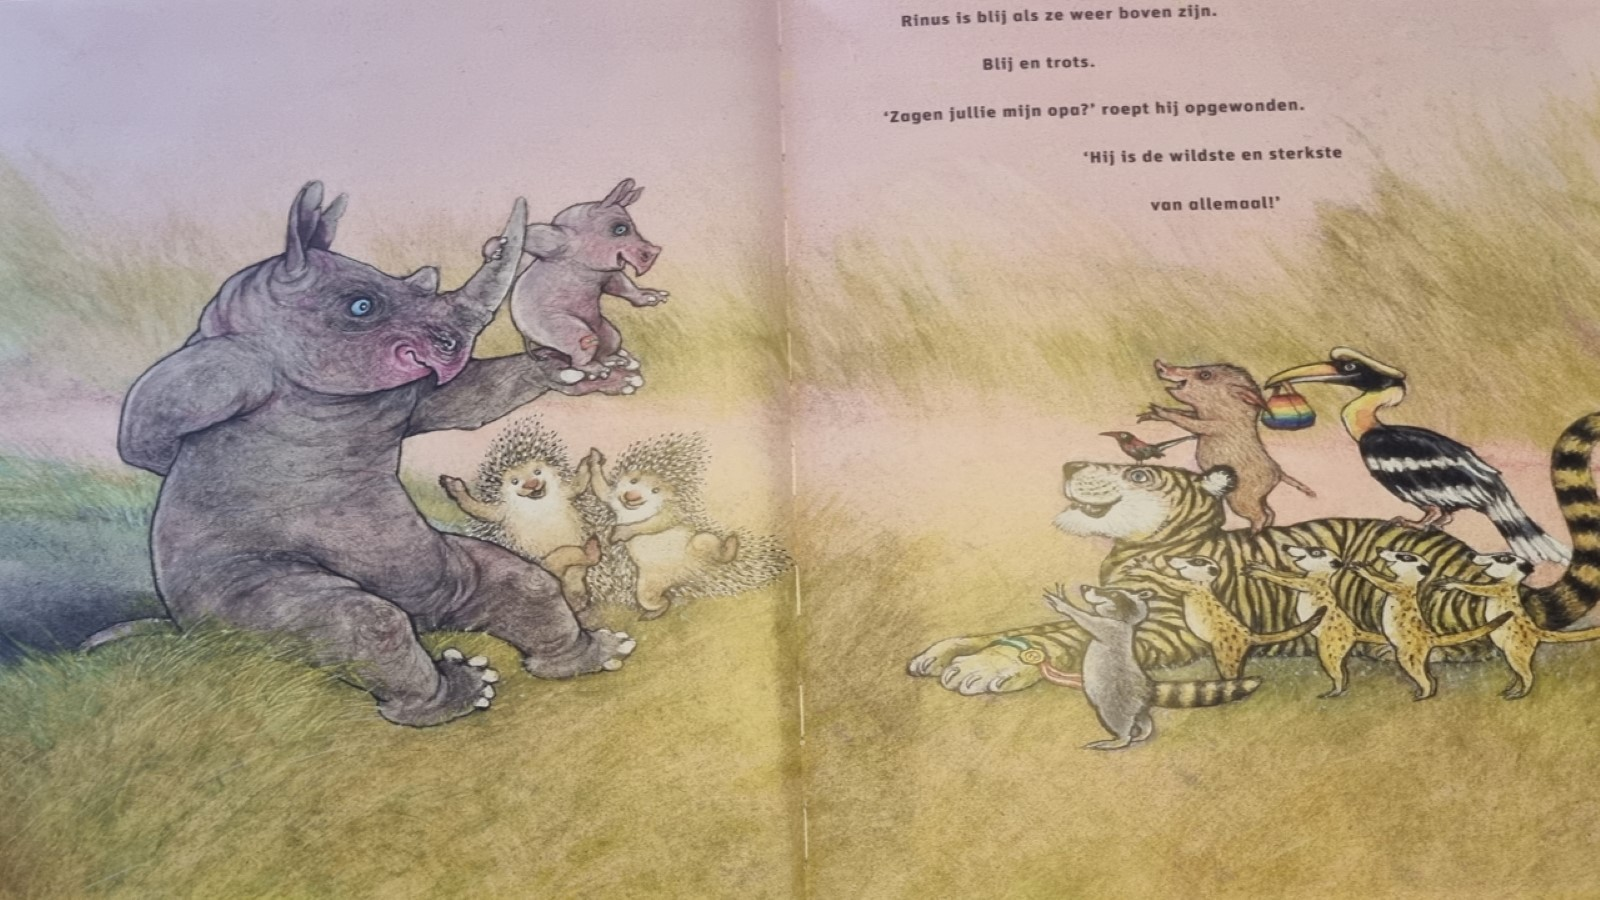 Rinus is blij als ze weer boven zijn.
Blij en trots.
‘Zagen jullie mijn opa?’ roept hij opgewonden.
‘Hij is de wildste en sterkste
van allemaal!’